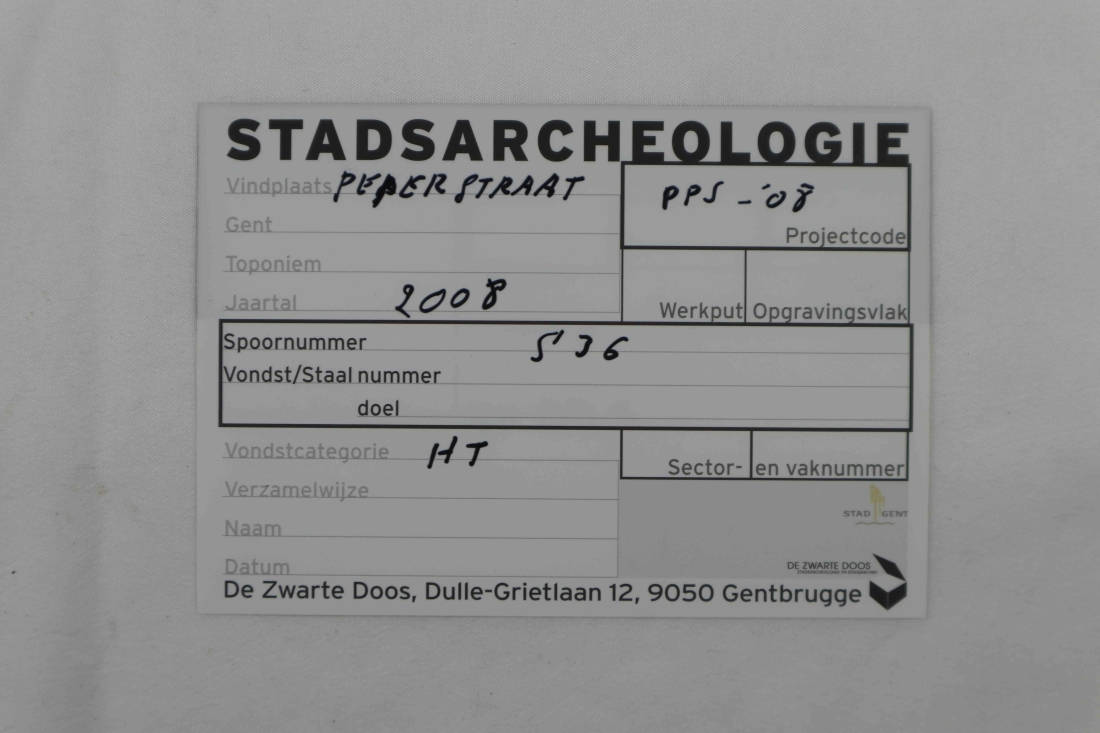 STADSARCHEOLOGIE
Vindplaats PEPERSTRAAT
PPS - '08
Projectcode
Gent
Toponiem
Jaartal 2008
Werkput Opgravingsvlak
Spoornummer S 36
Vondst/Staal nummer
doel
Vondstcategorie HT
Sector- en vaknummer
Verzamelwijze
STAD GENT
Naam
Datum
DE ZWARTE DOOS
De Zwarte Doos, Dulle-Grietlaan 12, 9050 Gentbrugge